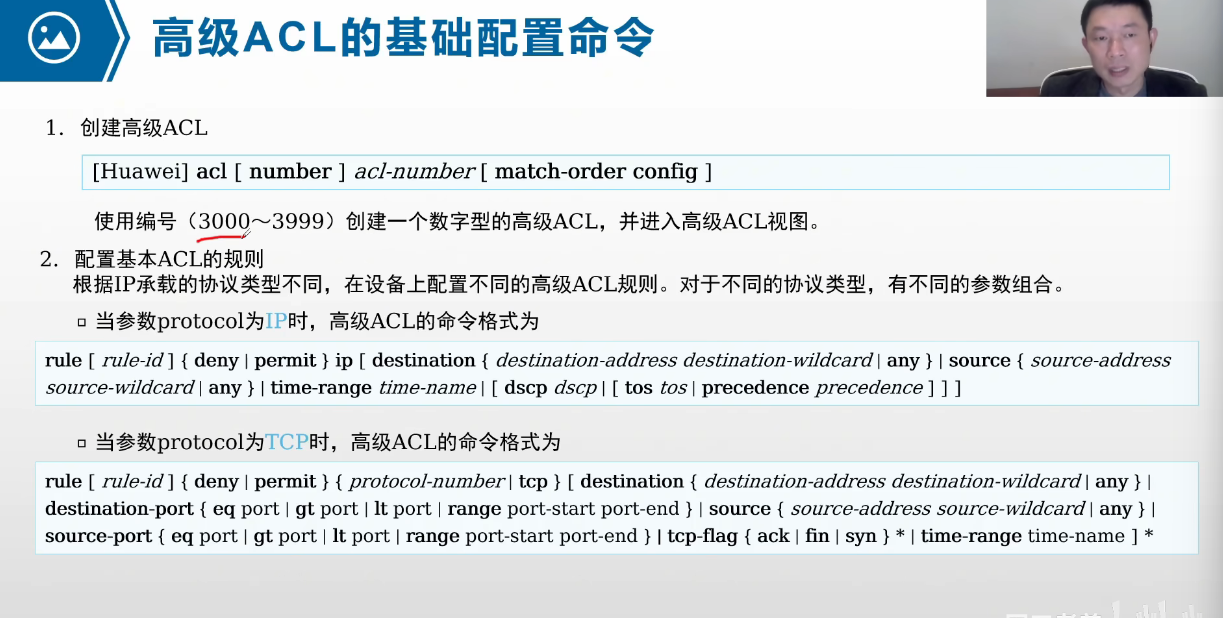 高级ACL的基础配置命令
1. 创建高级ACL
[Huawei] acl [ number ] acl-number [ match-order config ]
使用编号（3000～3999）创建一个数字型的高级ACL，并进入高级ACL视图。
2. 配置基本ACL的规则
根据IP承载的协议类型不同，在设备上配置不同的高级ACL规则。对于不同的协议类型，有不同的参数组合。
▫ 当参数protocol为IP时，高级ACL的命令格式为
rule [ rule-id ] { deny | permit } ip [ destination { destination-address destination-wildcard | any } | source { source-address
source-wildcard | any } | time-range time-name | [ dscp dscp | [ tos tos | precedence precedence ] ] ]
▫ 当参数protocol为TCP时，高级ACL的命令格式为
rule [ rule-id ] { deny | permit } { protocol-number | tcp } [ destination { destination-address destination-wildcard | any } |
destination-port { eq port | gt port | lt port | range port-start port-end } | source { source-address source-wildcard | any } |
source-port { eq port | gt port | lt port | range port-start port-end } | tcp-flag { ack | fin | syn } * | time-range time-name ] *